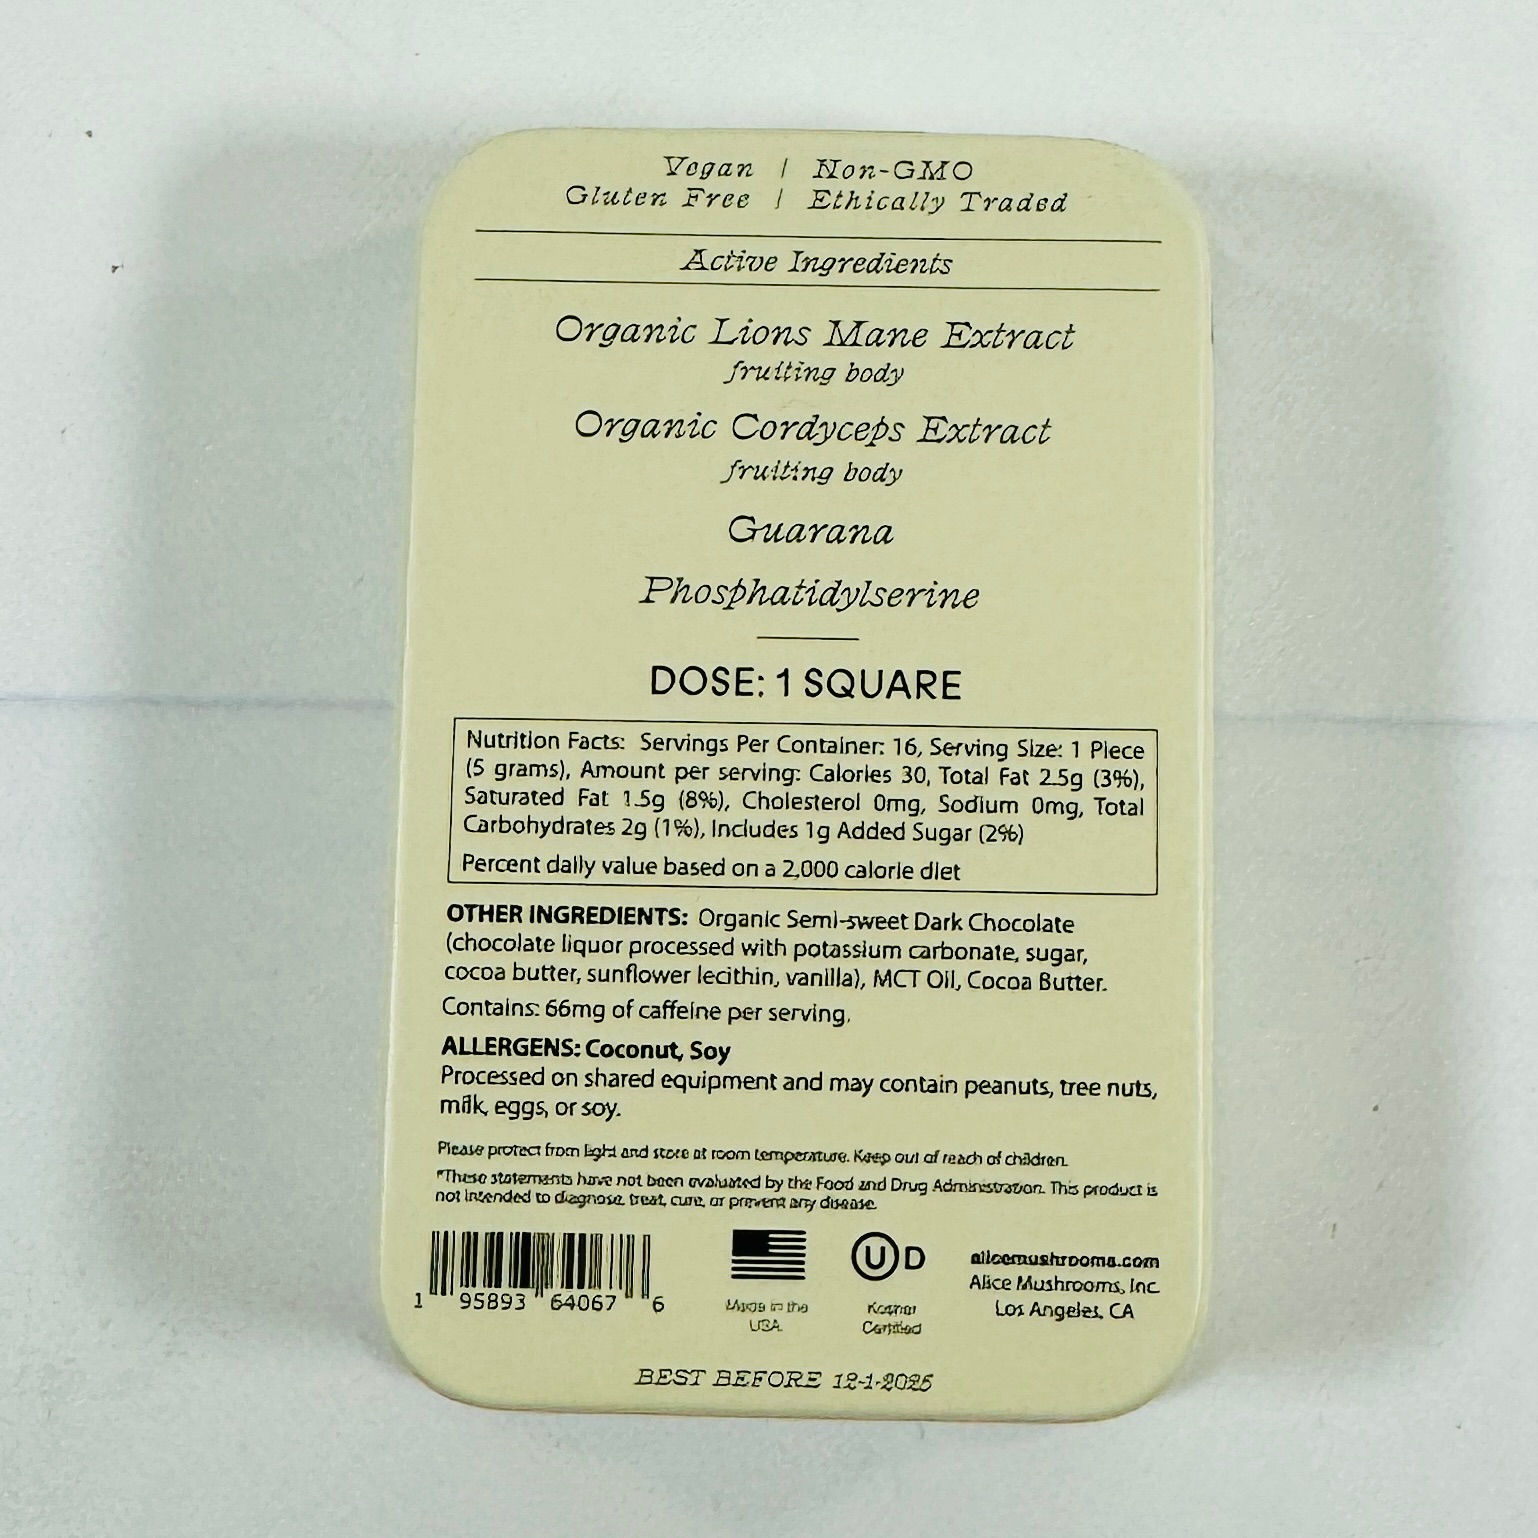 Vegan | Non-GMO
Gluten Free | Ethically Traded
Active Ingredients
Organic Lions Mane Extract
fruiting body
Organic Cordyceps Extract
fruiting body
Guarana
Phosphatidylserine
DOSE: 1 SQUARE
Nutrition Facts: Servings Per Container: 16, Serving Size: 1 Piece
(5 grams), Amount per serving: Calories 30, Total Fat 2.5g (3%),
Saturated Fat 1.5g (8%), Cholesterol 0mg, Sodium 0mg, Total
Carbohydrates 2g (1%), Includes 1g Added Sugar (2%)
Percent daily value based on a 2,000 calorie diet
OTHER INGREDIENTS: Organic Semi-sweet Dark Chocolate
(chocolate liquor processed with potassium carbonate, sugar,
cocoa butter, sunflower lecithin, vanilla), MCT Oil, Cocoa Butter.
Contains: 66mg of caffeine per serving.
ALLERGENS: Coconut, Soy
Processed on shared equipment and may contain peanuts, tree nuts,
milk, eggs, or soy.
Please protect from light and store at room temperature. Keep out of reach of children.
*These statements have not been evaluated by the Food and Drug Administration. This product is
not intended to diagnose, treat, cure, or prevent any disease.
1 95893 64067 6
Made in the
USA
U D
Kosher
Certified
alicemushrooms.com
Alice Mushrooms, Inc.
Los Angeles, CA
BEST BEFORE 12-1-2025